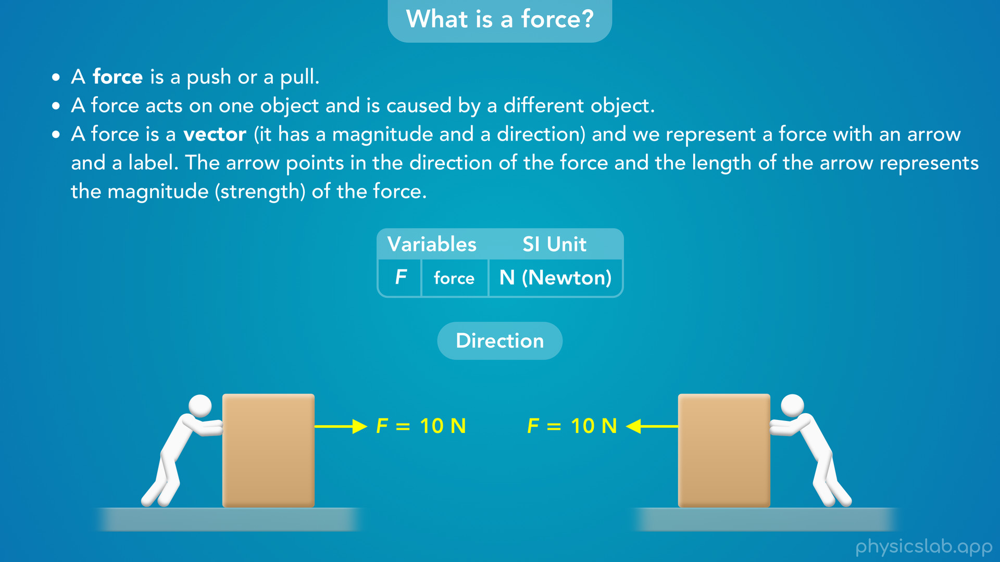 What is a force?
• A force is a push or a pull.
• A force acts on one object and is caused by a different object.
• A force is a vector (it has a magnitude and a direction) and we represent a force with an arrow
and a label. The arrow points in the direction of the force and the length of the arrow represents
the magnitude (strength) of the force.
Variables SI Unit
F force N (Newton)
Direction
F = 10 N F = 10 N
physicslab.app